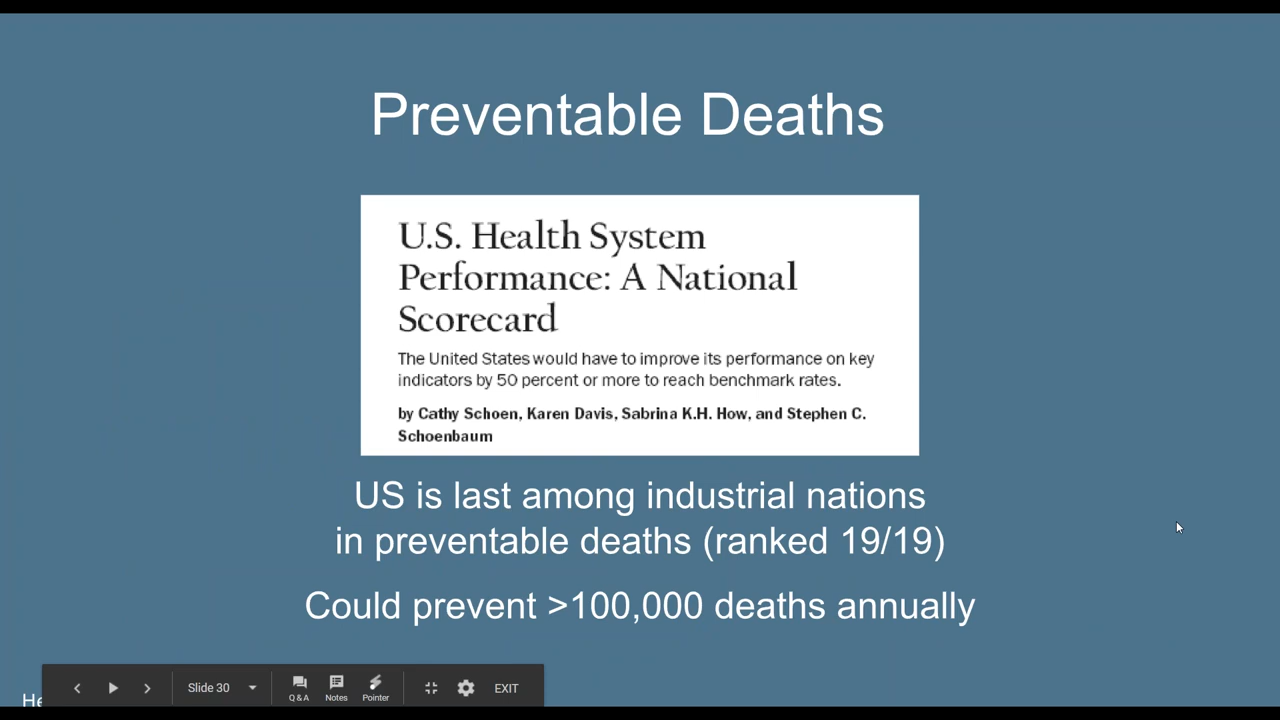 Preventable Deaths
U.S. Health System
Performance: A National
Scorecard
The United States would have to improve its performance on key
indicators by 50 percent or more to reach benchmark rates.
by Cathy Schoen, Karen Davis, Sabrina K.H. How, and Stephen C.
Schoenbaum
US is last among industrial nations
in preventable deaths (ranked 19/19)
Could prevent >100,000 deaths annually
Slide 30
Q & A
Notes
Pointer
EXIT